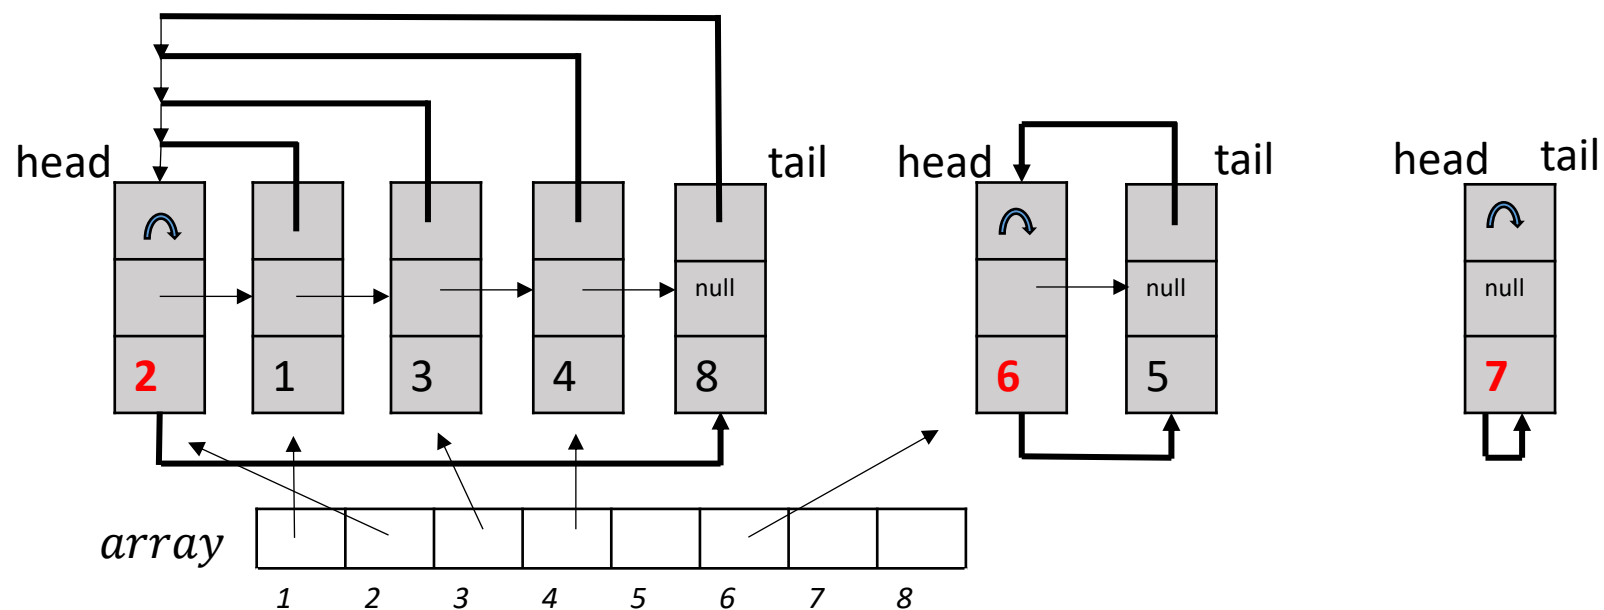 head tail head tail head tail
null null null
2 1 3 4 8 6 5 7
array
1 2 3 4 5 6 7 8